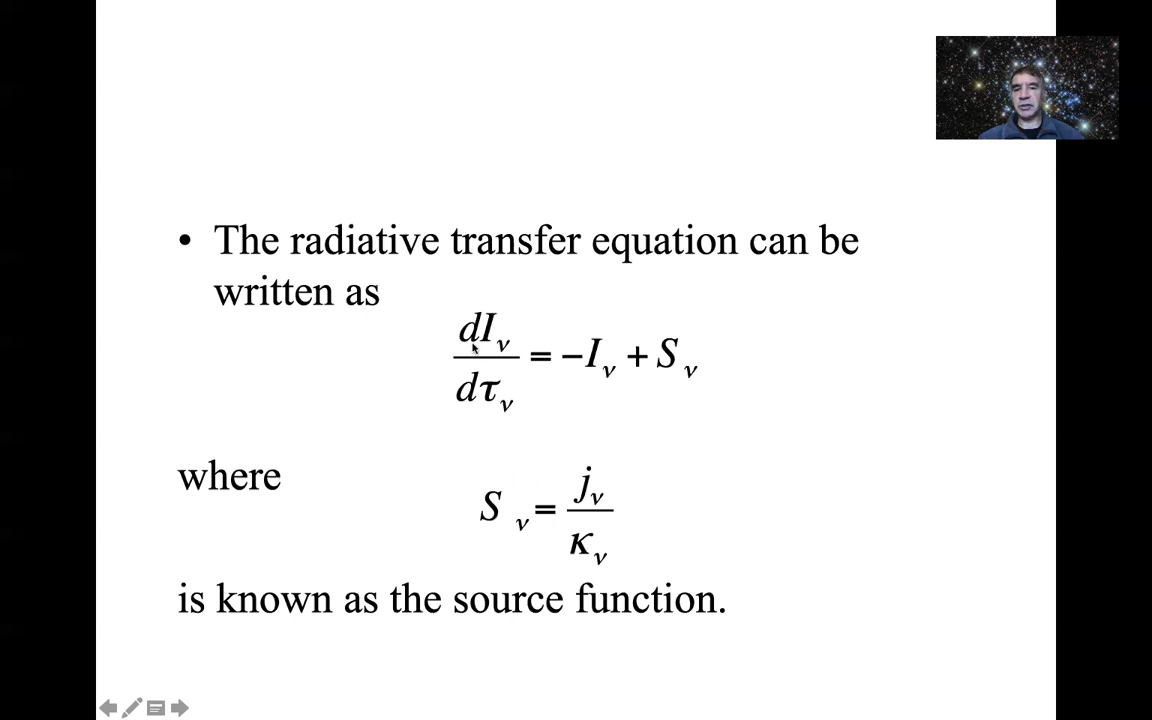 • The radiative transfer equation can be
written as
dI_ν/dτ_ν = −I_ν + S_ν
where
S_ν = j_ν/κ_ν
is known as the source function.